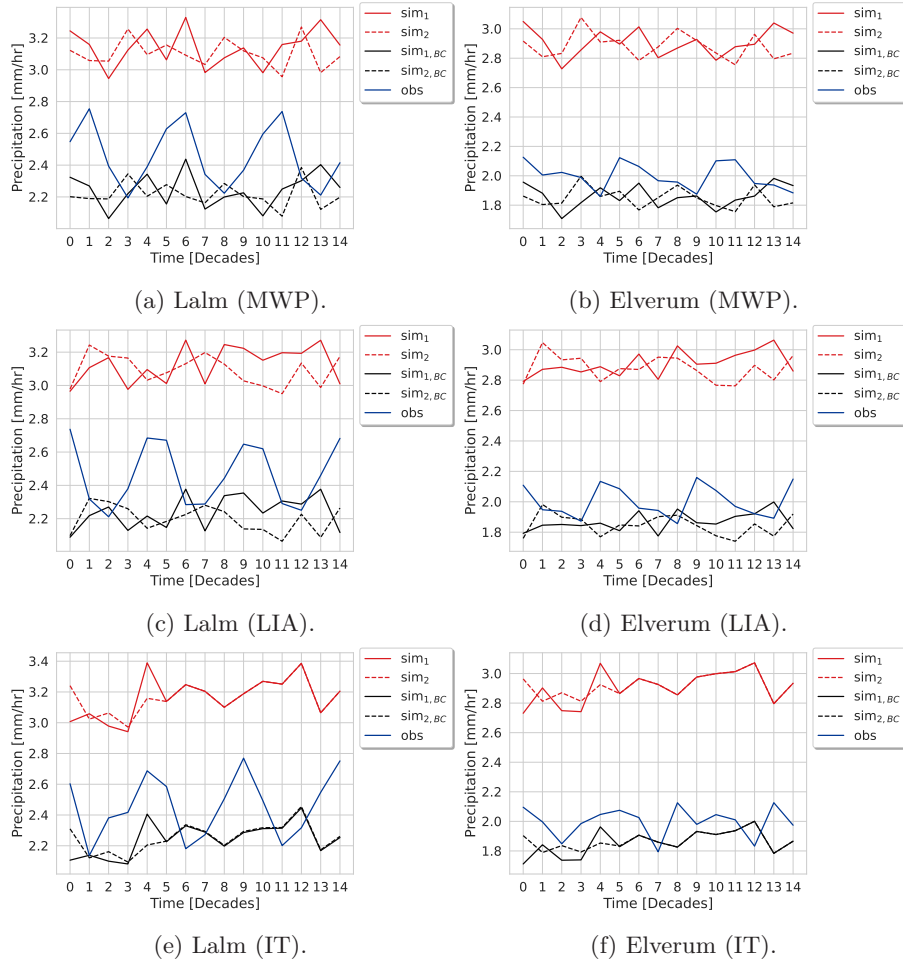 Precipitation [mm/hr]
3.2
3.0
2.8
2.6
2.4
2.2
0 1 2 3 4 5 6 7 8 9 10 11 12 13 14
Time [Decades]
sim1
sim2
sim1,BC
sim2,BC
obs
(a) Lalm (MWP).
Precipitation [mm/hr]
3.0
2.8
2.6
2.4
2.2
2.0
1.8
0 1 2 3 4 5 6 7 8 9 10 11 12 13 14
Time [Decades]
sim1
sim2
sim1,BC
sim2,BC
obs
(b) Elverum (MWP).
Precipitation [mm/hr]
3.2
3.0
2.8
2.6
2.4
2.2
0 1 2 3 4 5 6 7 8 9 10 11 12 13 14
Time [Decades]
sim1
sim2
sim1,BC
sim2,BC
obs
(c) Lalm (LIA).
Precipitation [mm/hr]
3.0
2.8
2.6
2.4
2.2
2.0
1.8
0 1 2 3 4 5 6 7 8 9 10 11 12 13 14
Time [Decades]
sim1
sim2
sim1,BC
sim2,BC
obs
(d) Elverum (LIA).
Precipitation [mm/hr]
3.4
3.2
3.0
2.8
2.6
2.4
2.2
0 1 2 3 4 5 6 7 8 9 10 11 12 13 14
Time [Decades]
sim1
sim2
sim1,BC
sim2,BC
obs
(e) Lalm (IT).
Precipitation [mm/hr]
3.0
2.8
2.6
2.4
2.2
2.0
1.8
0 1 2 3 4 5 6 7 8 9 10 11 12 13 14
Time [Decades]
sim1
sim2
sim1,BC
sim2,BC
obs
(f) Elverum (IT).